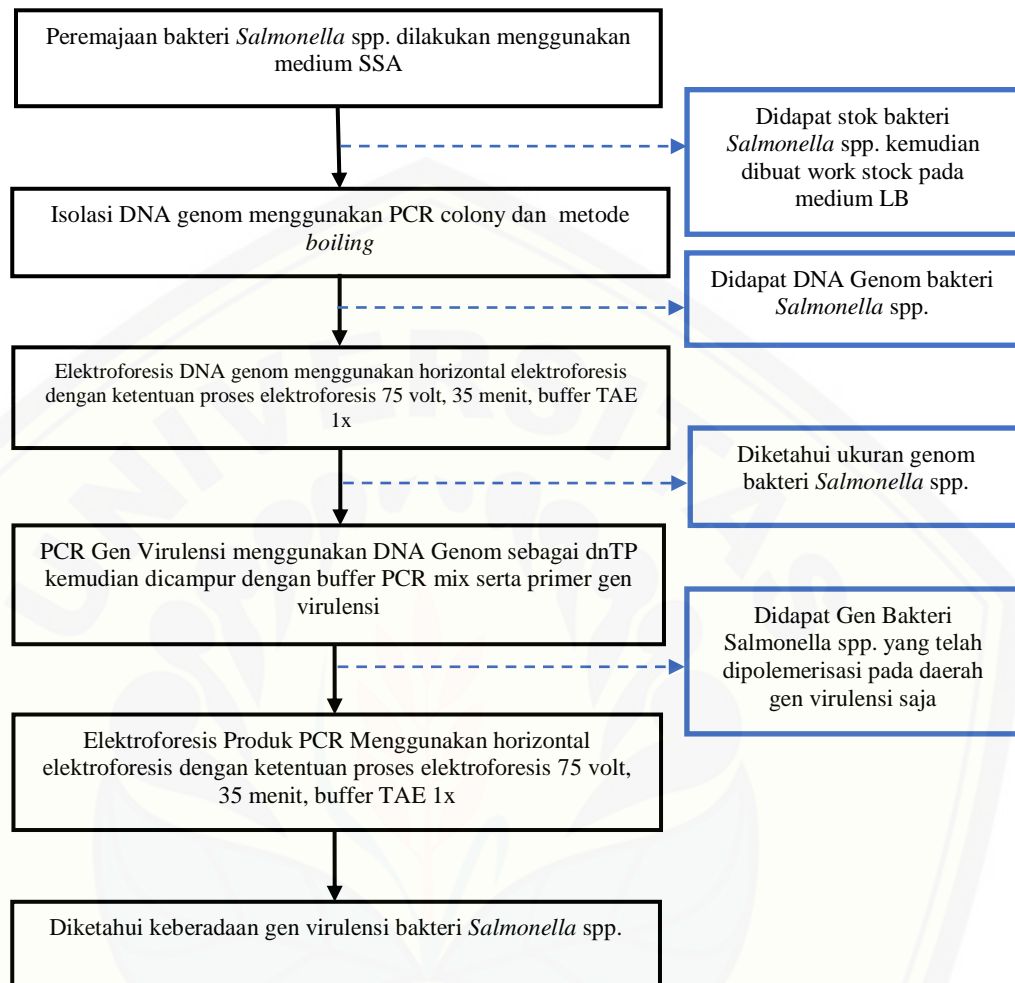 Peremajaan bakteri Salmonella spp. dilakukan menggunakan
medium SSA
Didapat stok bakteri
Salmonella spp. kemudian
dibuat work stock pada
medium LB
Isolasi DNA genom menggunakan PCR colony dan metode
boiling
Didapat DNA Genom bakteri
Salmonella spp.
Elektroforesis DNA genom menggunakan horizontal elektroforesis
dengan ketentuan proses elektroforesis 75 volt, 35 menit, buffer TAE
1x
Diketahui ukuran genom
bakteri Salmonella spp.
PCR Gen Virulensi menggunakan DNA Genom sebagai dnTP
kemudian dicampur dengan buffer PCR mix serta primer gen
virulensi
Didapat Gen Bakteri
Salmonella spp. yang telah
dipolemerisasi pada daerah
gen virulensi saja
Elektroforesis Produk PCR Menggunakan horizontal
elektroforesis dengan ketentuan proses elektroforesis 75 volt,
35 menit, buffer TAE 1x
Diketahui keberadaan gen virulensi bakteri Salmonella spp.
UNIVERSITAS